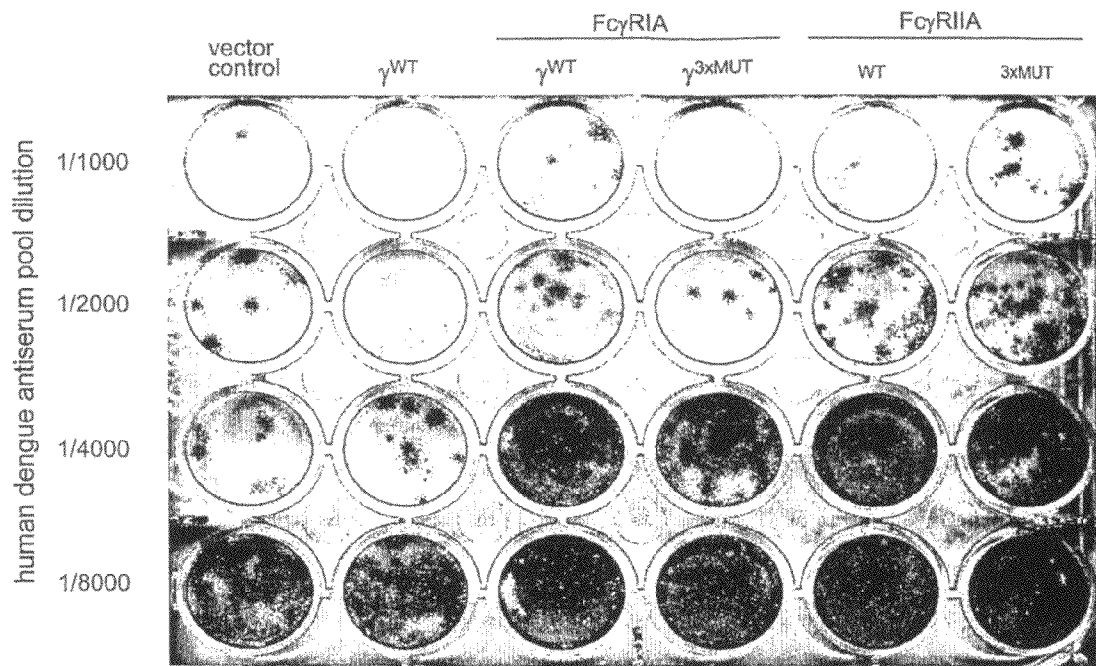 FcγRIA FcγRIIA
vector control γWT γWT γ3xMUT WT 3xMUT
human dengue antiserum pool dilution
1/1000
1/2000
1/4000
1/8000